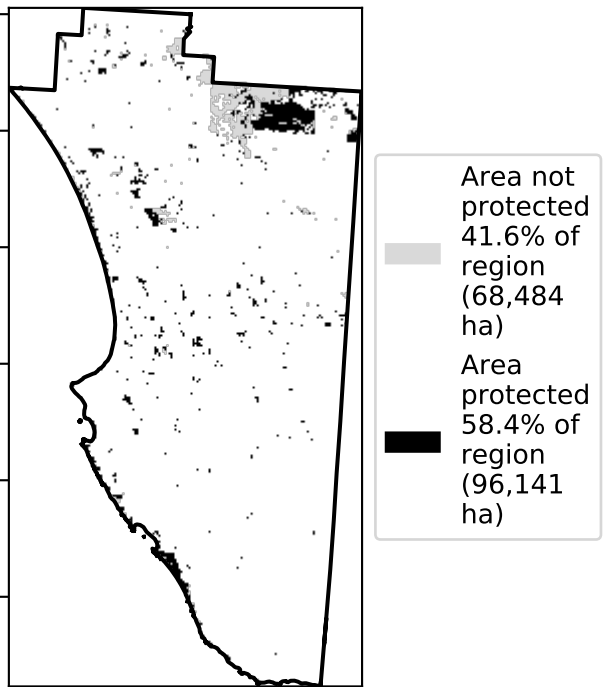 Area not
protected
41.6% of
region
(68,484
ha)
Area
protected
58.4% of
region
(96,141
ha)